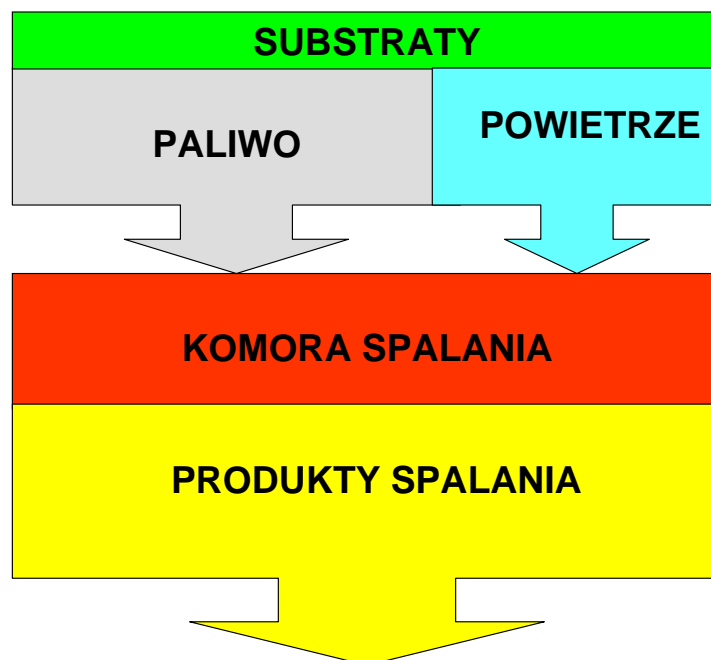 SUBSTRATY
PALIWO
POWIETRZE
KOMORA SPALANIA
PRODUKTY SPALANIA